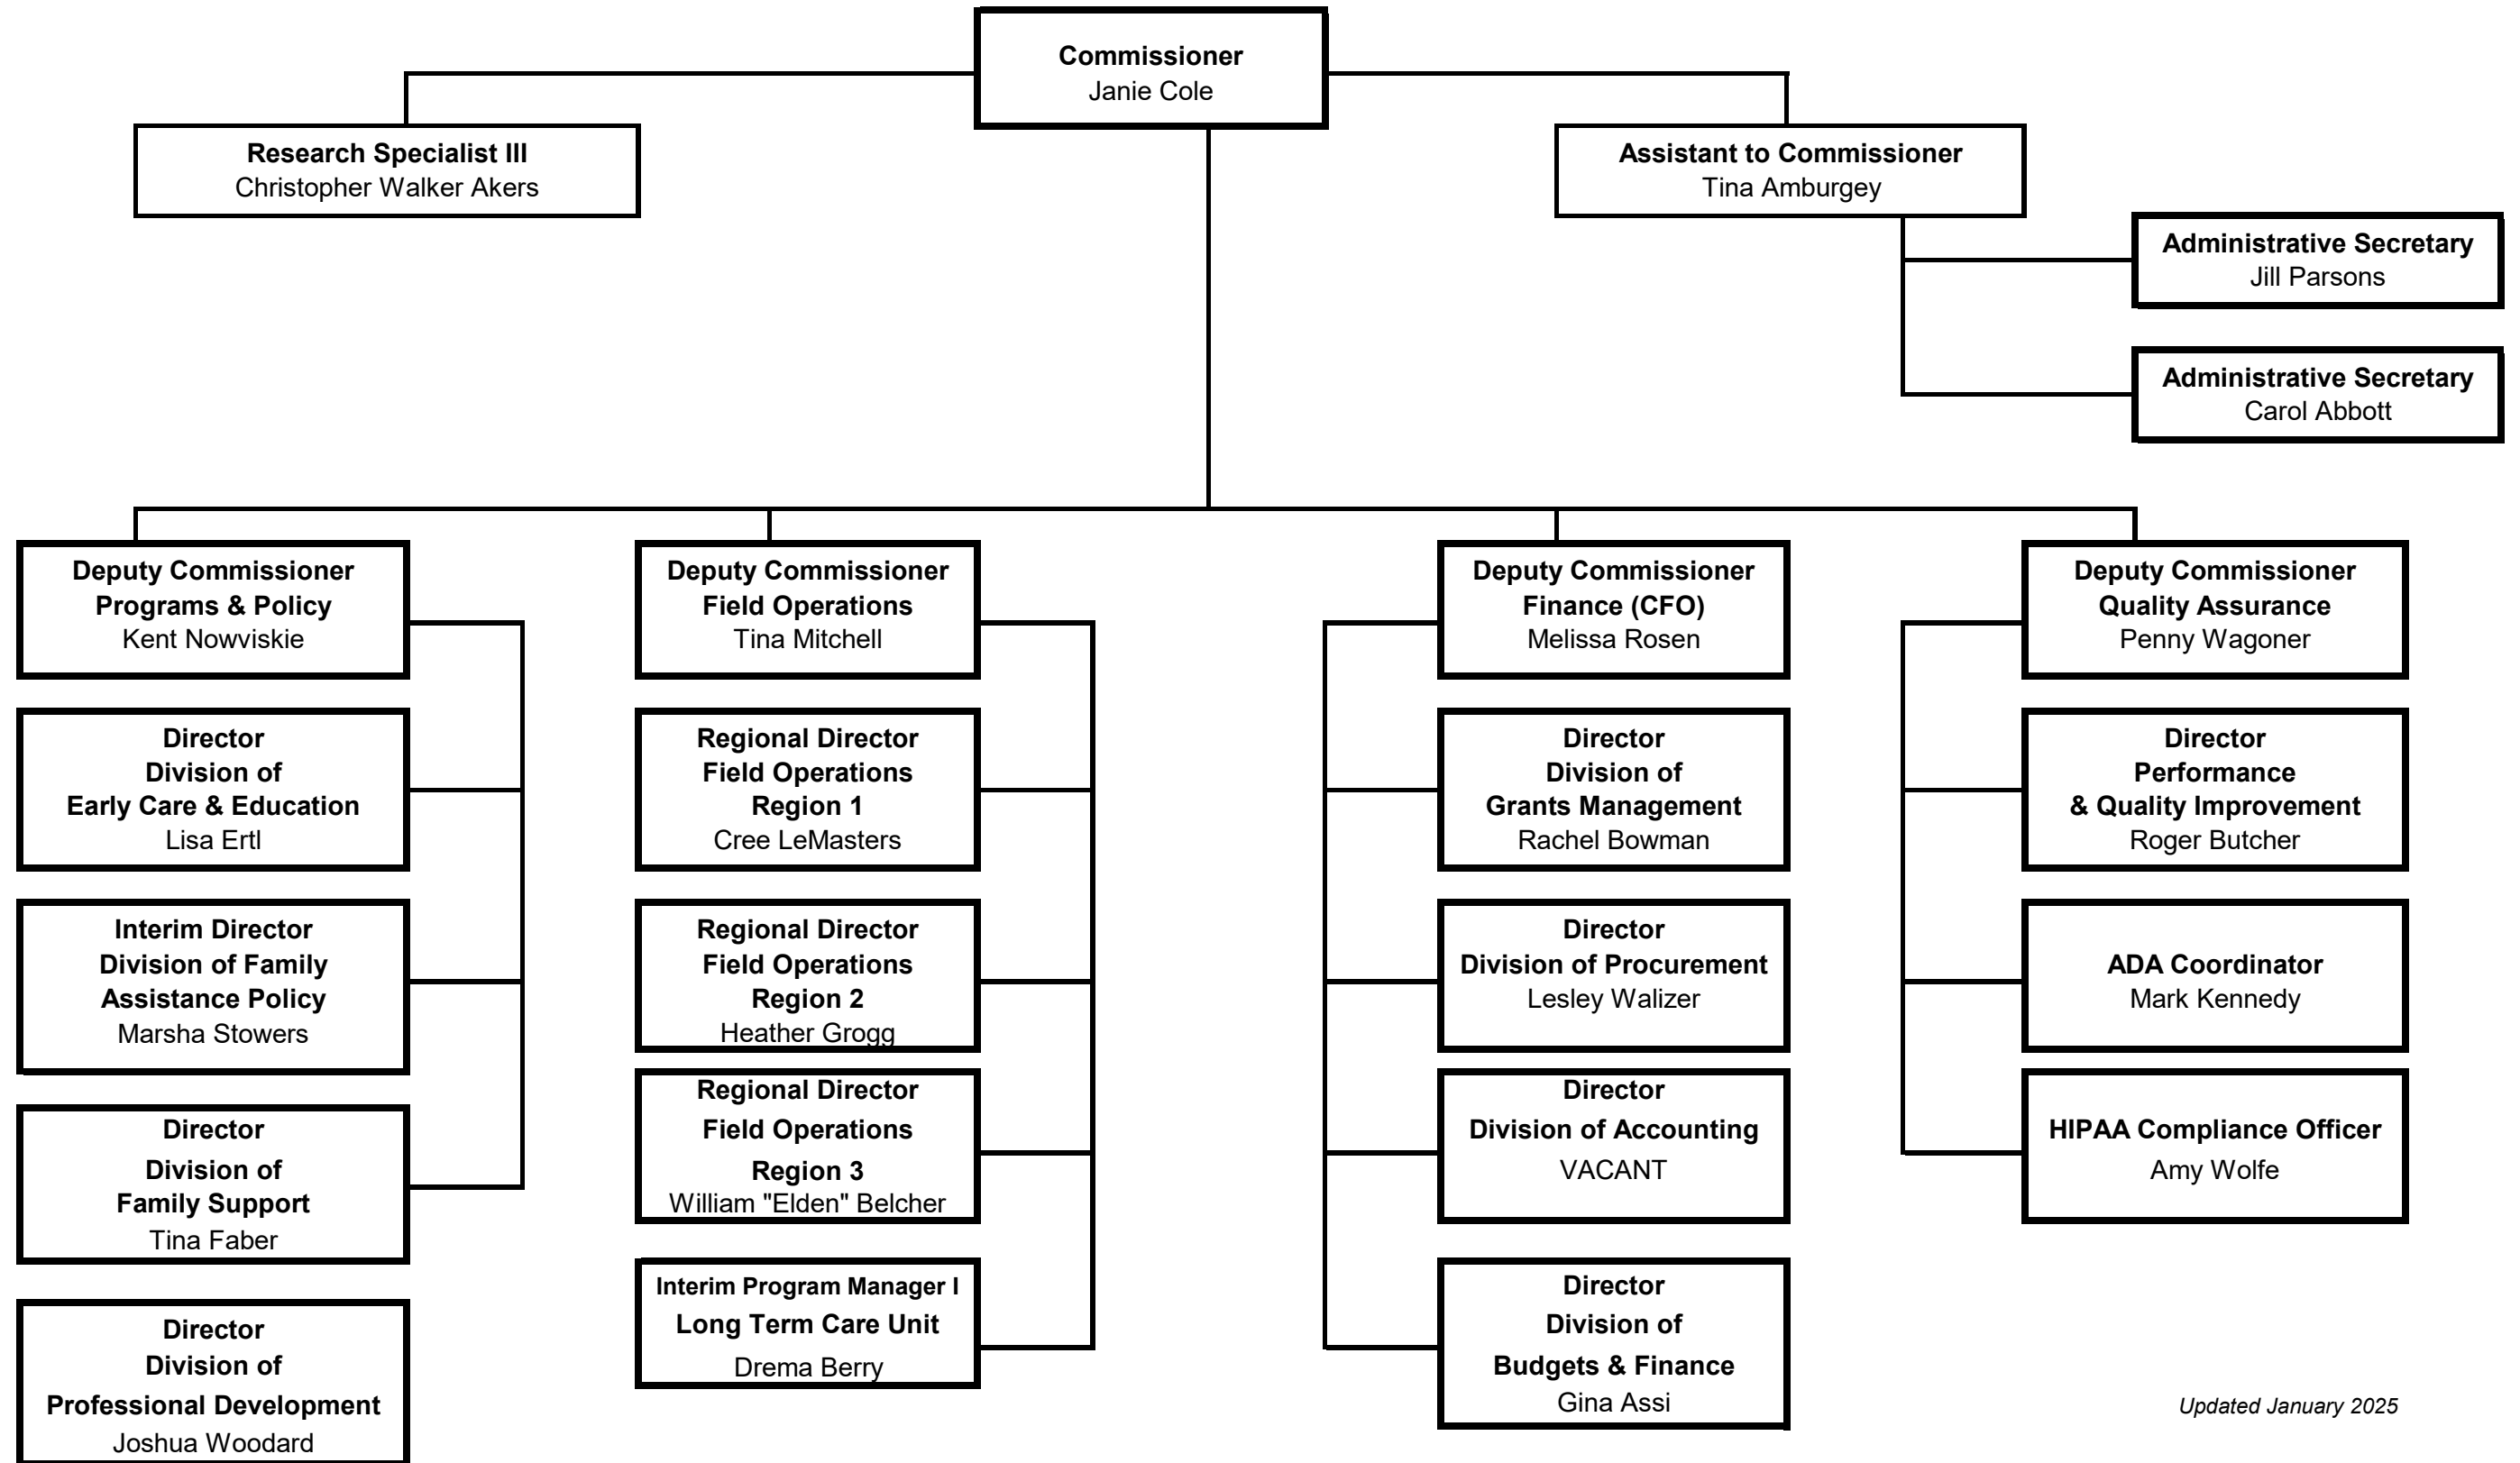 Commissioner
Janie Cole
Research Specialist III
Christopher Walker Akers
Assistant to Commissioner
Tina Amburgey
Administrative Secretary
Jill Parsons
Administrative Secretary
Carol Abbott
Deputy Commissioner
Programs & Policy
Kent Nowviskie
Director
Division of
Early Care & Education
Lisa Ertl
Interim Director
Division of Family
Assistance Policy
Marsha Stowers
Director
Division of
Family Support
Tina Faber
Director
Division of
Professional Development
Joshua Woodard
Deputy Commissioner
Field Operations
Tina Mitchell
Regional Director
Field Operations
Region 1
Cree LeMasters
Regional Director
Field Operations
Region 2
Heather Grogg
Regional Director
Field Operations
Region 3
William "Elden" Belcher
Interim Program Manager I
Long Term Care Unit
Drema Berry
Deputy Commissioner
Finance (CFO)
Melissa Rosen
Director
Division of
Grants Management
Rachel Bowman
Director
Division of Procurement
Lesley Walizer
Director
Division of Accounting
VACANT
Director
Division of
Budgets & Finance
Gina Assi
Deputy Commissioner
Quality Assurance
Penny Wagoner
Director
Performance
& Quality Improvement
Roger Butcher
ADA Coordinator
Mark Kennedy
HIPAA Compliance Officer
Amy Wolfe
Updated January 2025